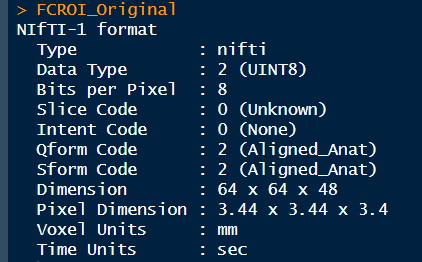 > FCROI_Original
NIfTI-1 format
  Type            : nifti
  Data Type       : 2 (UINT8)
  Bits per Pixel  : 8
  Slice Code      : 0 (Unknown)
  Intent Code     : 0 (None)
  Qform Code      : 2 (Aligned_Anat)
  Sform Code      : 2 (Aligned_Anat)
  Dimension       : 64 x 64 x 48
  Pixel Dimension : 3.44 x 3.44 x 3.4
  Voxel Units     : mm
  Time Units      : sec